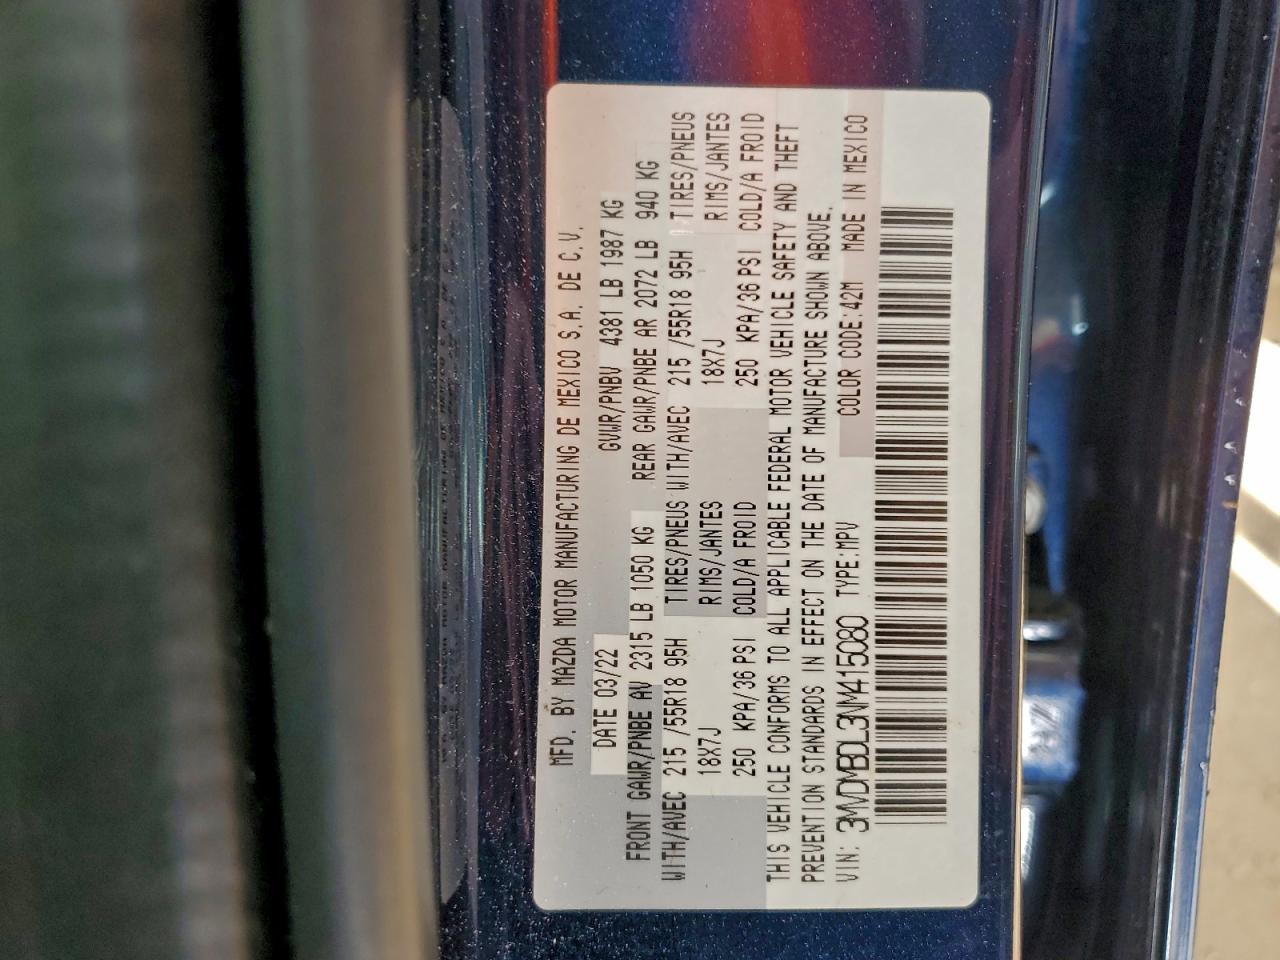 MFD. BY MAZDA MOTOR MANUFACTURING DE MEXICO S.A. DE C.V.
DATE 03/22 GVWR/PNBV 4381 LB 1987 KG
FRONT GAWR/PNBE AV 2315 LB 1050 KG REAR GAWR/PNBE AR 2072 LB 940 KG
WITH/AVEC 215 /55R18 95H TIRES/PNEUS WITH/AVEC 215 /55R18 95H TIRES/PNEUS
18X7J RIMS/JANTES 18X7J RIMS/JANTES
250 KPA/36 PSI COLD/A FROID 250 KPA/36 PSI COLD/A FROID
THIS VEHICLE CONFORMS TO ALL APPLICABLE FEDERAL MOTOR VEHICLE SAFETY AND THEFT
PREVENTION STANDARDS IN EFFECT ON THE DATE OF MANUFACTURE SHOWN ABOVE.
VIN: 3MVDMBDL3NM415080 TYPE:MPV COLOR CODE:42M MADE IN MEXICO